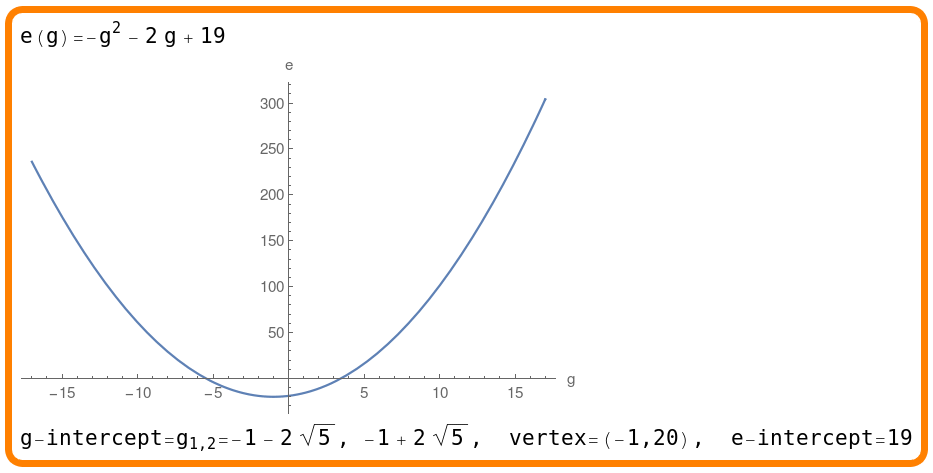 e(g)=-g² - 2 g + 19
e
300
250
200
150
100
50
-15 -10 -5 5 10 15 g
g-intercept=g₁,₂=-1 - 2 √5, -1 + 2 √5, vertex=(-1,20), e-intercept=19